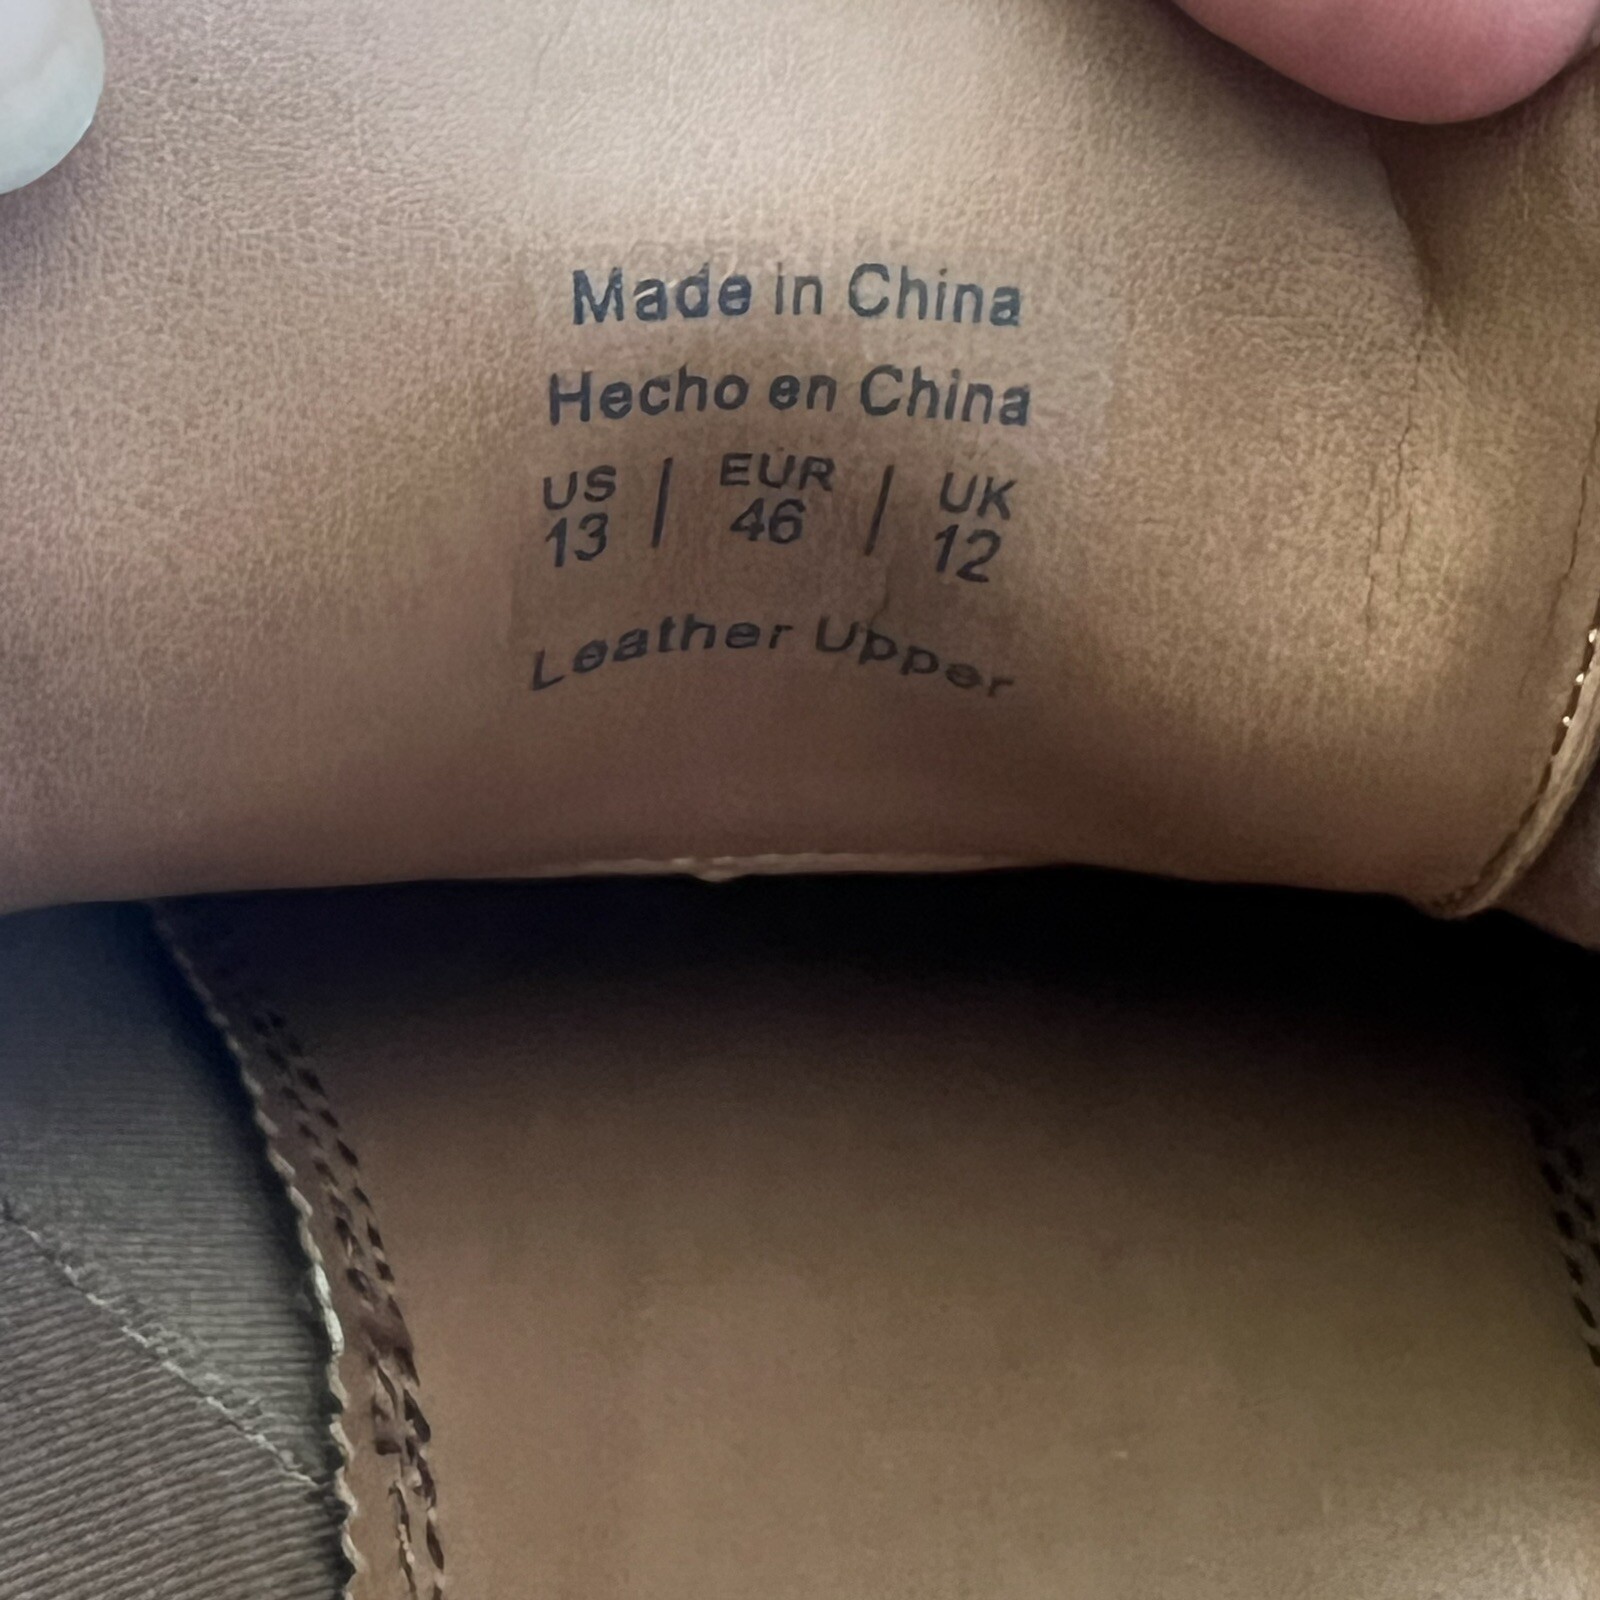 Made in China
Hecho en China
US | EUR | UK
13 46 12
Leather Upper